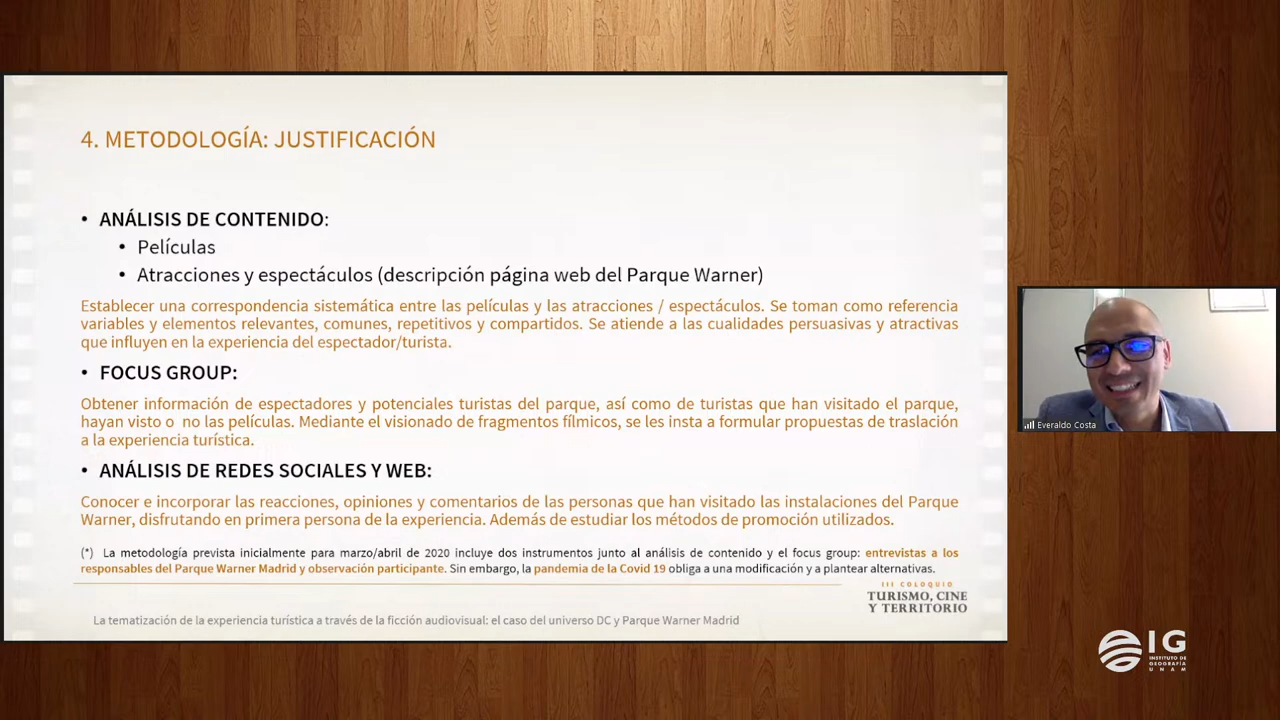 4. METODOLOGÍA: JUSTIFICACIÓN
• ANÁLISIS DE CONTENIDO:
• Películas
• Atracciones y espectáculos (descripción página web del Parque Warner)
Establecer una correspondencia sistemática entre las películas y las atracciones / espectáculos. Se toman como referencia
variables y elementos relevantes, comunes, repetitivos y compartidos. Se atiende a las cualidades persuasivas y atractivas
que influyen en la experiencia del espectador/turista.
• FOCUS GROUP:
Obtener información de espectadores y potenciales turistas del parque, así como de turistas que han visitado el parque,
hayan visto o no las películas. Mediante el visionado de fragmentos fílmicos, se les insta a formular propuestas de traslación
a la experiencia turística.
• ANÁLISIS DE REDES SOCIALES Y WEB:
Conocer e incorporar las reacciones, opiniones y comentarios de las personas que han visitado las instalaciones del Parque
Warner, disfrutando en primera persona de la experiencia. Además de estudiar los métodos de promoción utilizados.
(*) La metodología prevista inicialmente para marzo/abril de 2020 incluye dos instrumentos junto al análisis de contenido y el focus group: entrevistas a los
responsables del Parque Warner Madrid y observación participante. Sin embargo, la pandemia de la Covid 19 obliga a una modificación y a plantear alternativas.
III COLOQUIO
TURISMO, CINE
Y TERRITORIO
La tematización de la experiencia turística a través de la ficción audiovisual: el caso del universo DC y Parque Warner Madrid
Everaldo Costa
IG
INSTITUTO DE
GEOGRAFÍA
UNAM